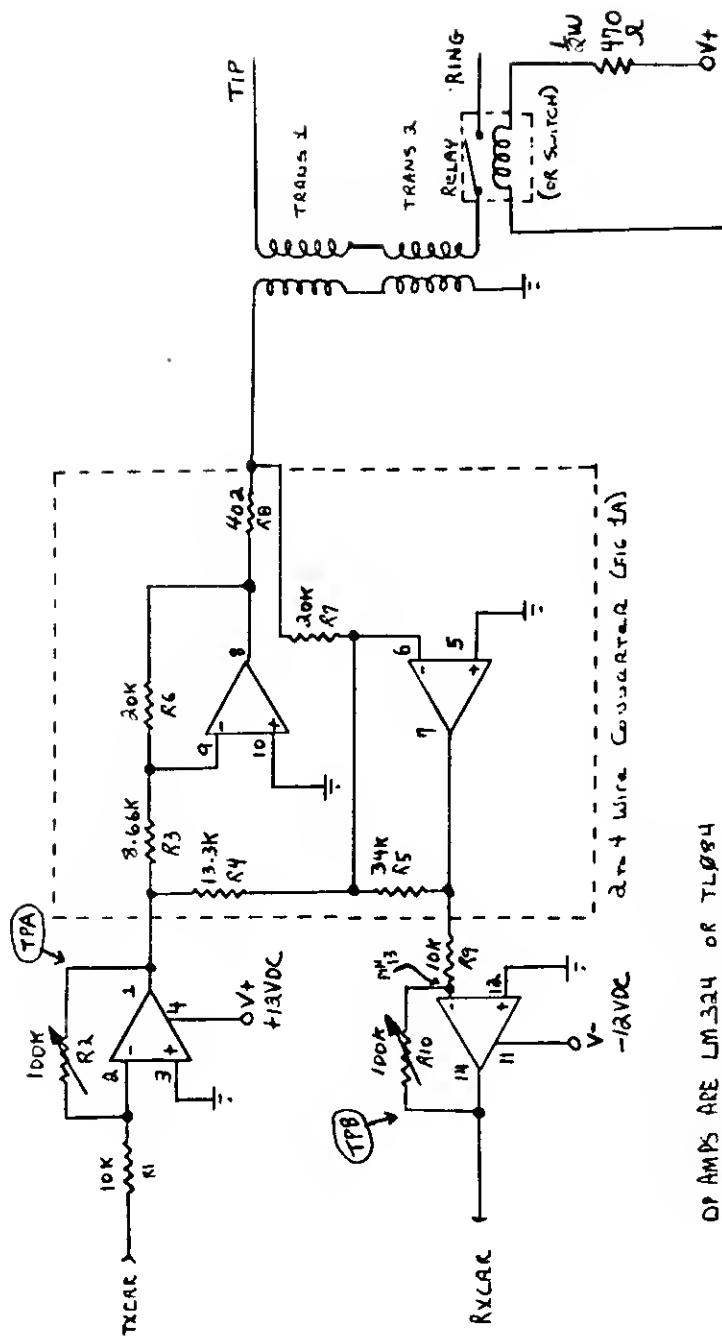 TXCAR
10K
R1
100K
R2
TPA
2
3
1
4
V+
+12VDC
8.66K
R3
20K
R6
9
10
8
402
R8
13.3K
R4
20K
R7
34K
R5
6
5
7
2 to 4 Wire Converter (FIG 1A)
TIP
TRANS 1
TRANS 2
RING
RELAY
(OR SWITCH)
½W
470
Ω
V+
TPB
100K
R10
13
10K
R9
12
14
11
V-
-12VDC
RXCAR
OP AMPS ARE LM324 OR TLØ84